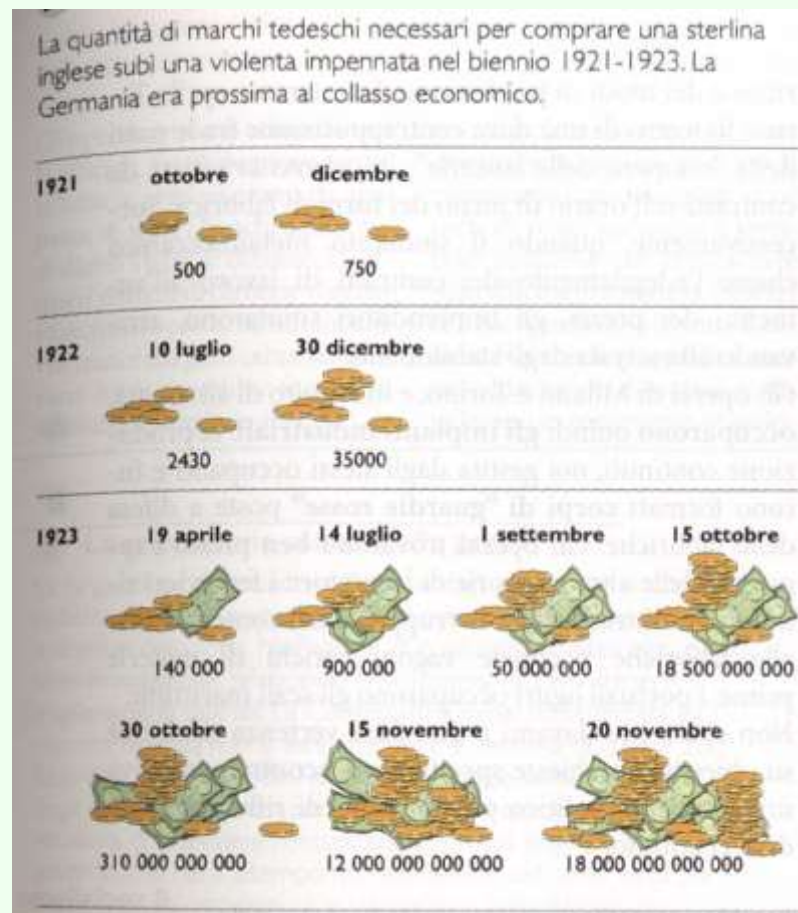 La quantità di marchi tedeschi necessari per comprare una sterlina
inglese subì una violenta impennata nel biennio 1921-1923. La
Germania era prossima al collasso economico.
1921 ottobre dicembre
500 750
1922 10 luglio 30 dicembre
2430 35000
1923 19 aprile 14 luglio 1 settembre 15 ottobre
140 000 900 000 50 000 000 18 500 000 000
30 ottobre 15 novembre 20 novembre
310 000 000 000 12 000 000 000 000 18 000 000 000 000